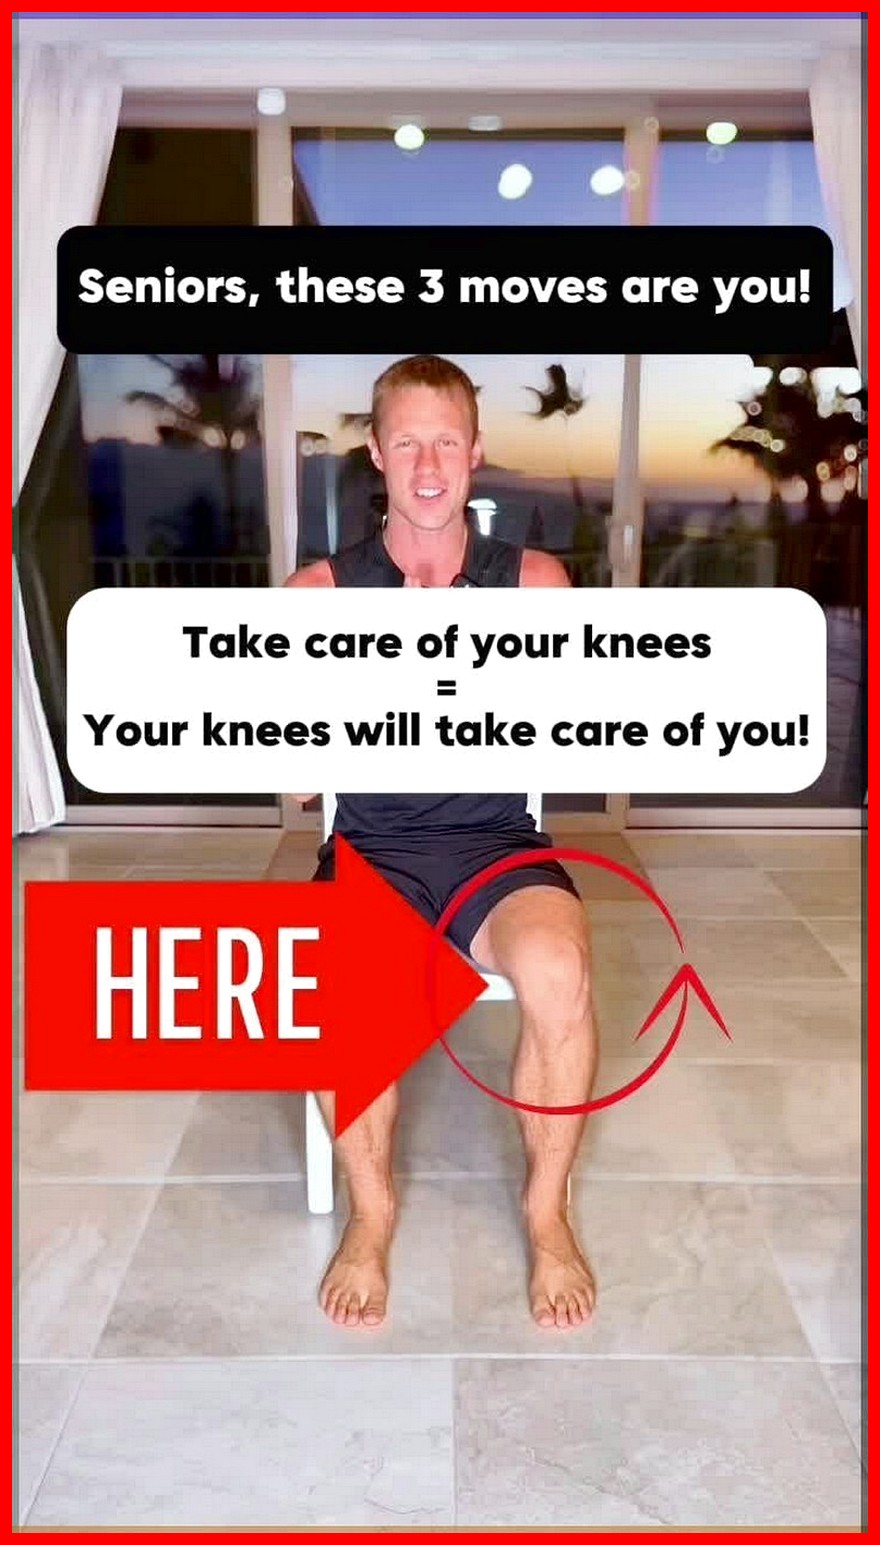 Seniors, these 3 moves are you!
Take care of your knees
=
Your knees will take care of you!
HERE